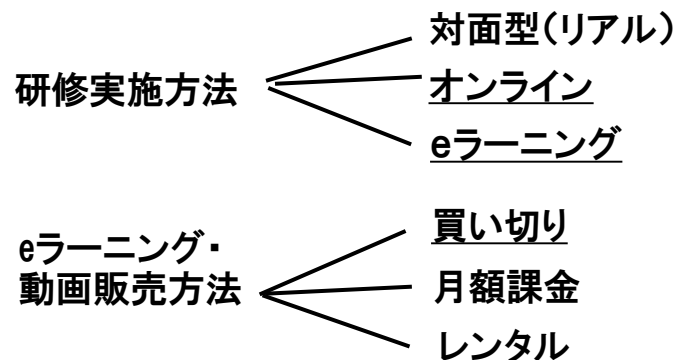 対面型(リアル)
研修実施方法
オンライン
eラーニング
eラーニング・
動画販売方法
買い切り
月額課金
レンタル